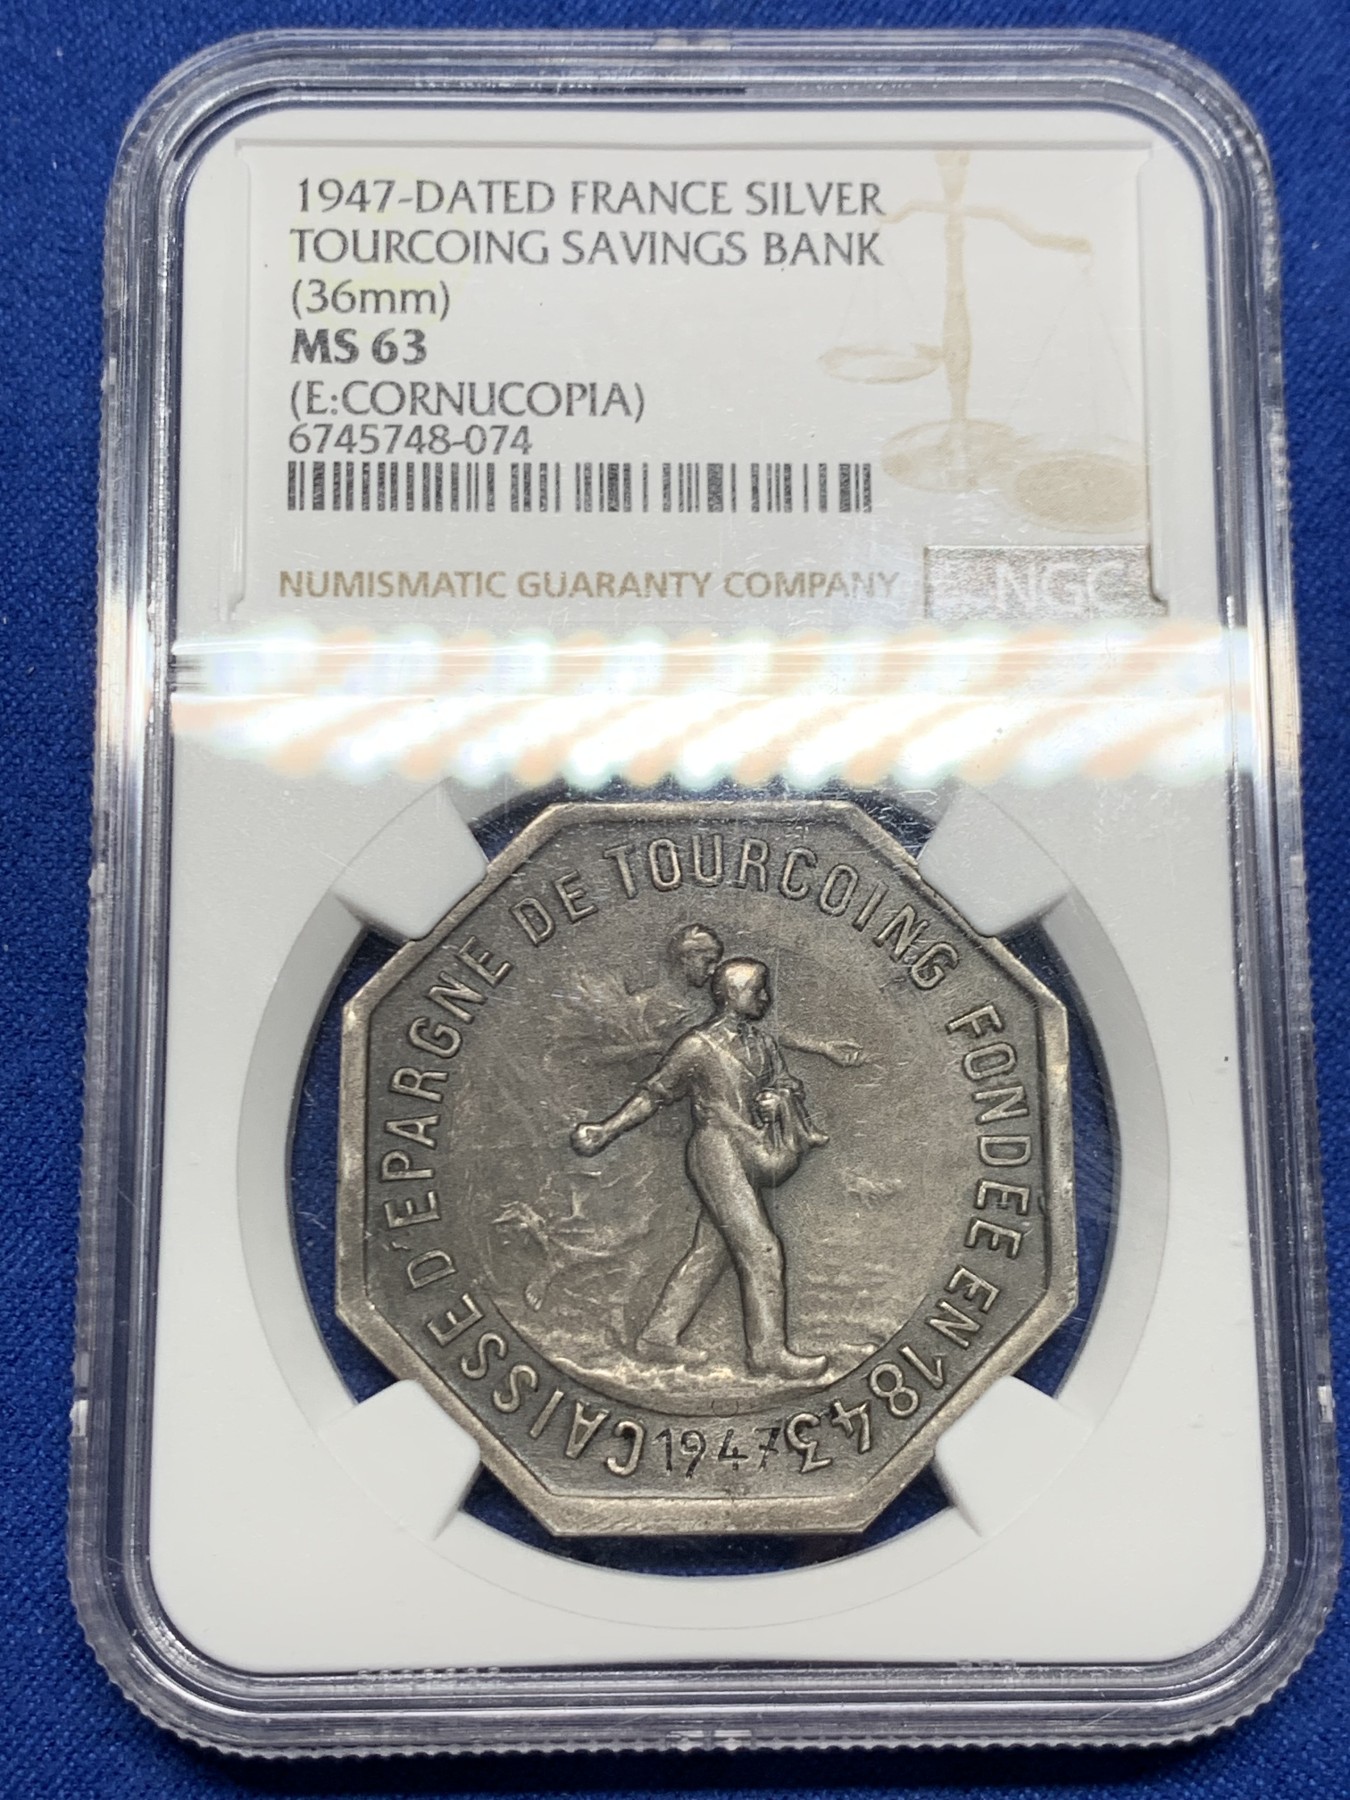 1947-DATED FRANCE SILVER
TOURCOING SAVINGS BANK
(36mm)
MS 63
(E:CORNUCOPIA)
6745748-074
NUMISMATIC GUARANTY COMPANY
NGC
CAISSE D'EPARGNE DE TOURCOING FONDEÉ EN 1843
1947